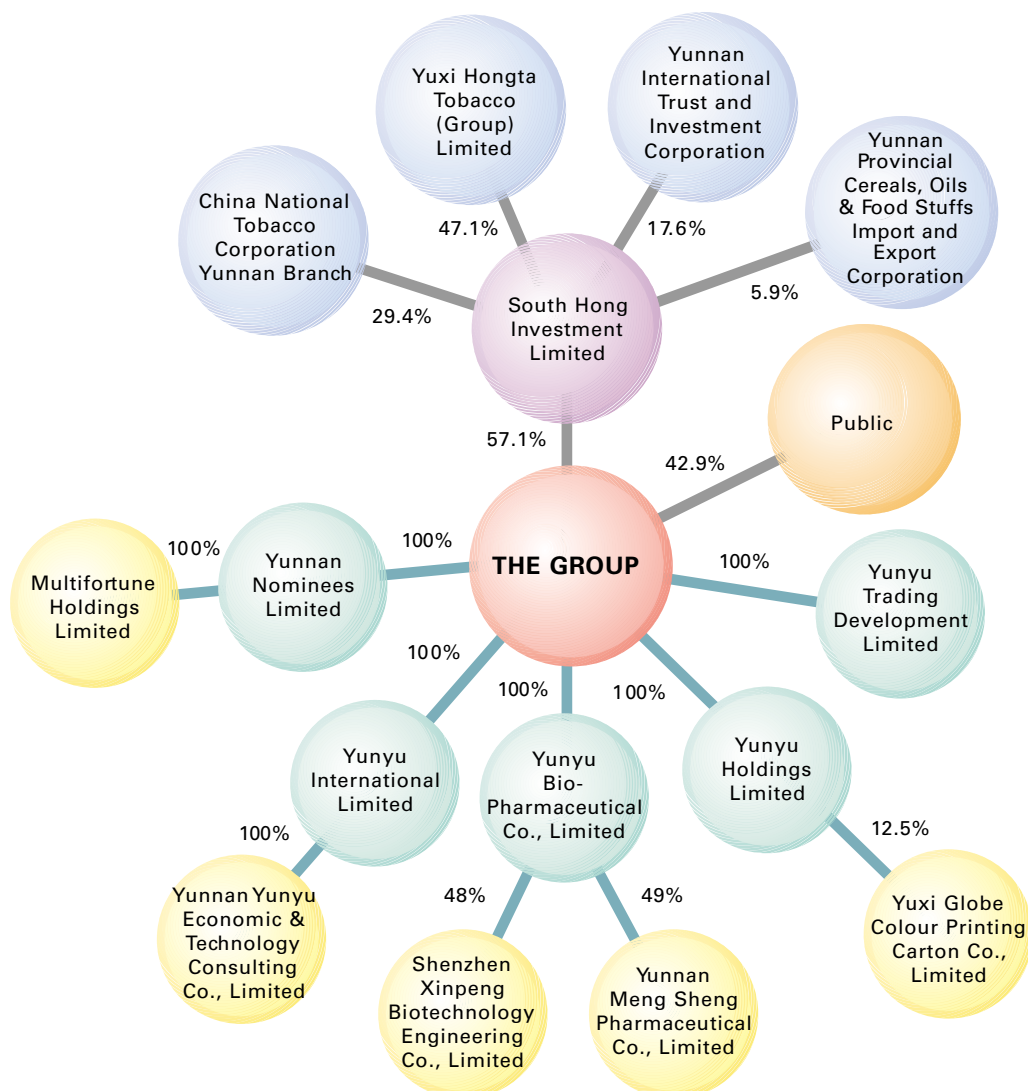 Yuxi Hongta
Tobacco
(Group)
Limited
Yunnan
International
Trust and
Investment
Corporation
Yunnan
Provincial
Cereals, Oils
& Food Stuffs
Import and
Export
Corporation
China National
Tobacco
Corporation
Yunnan Branch
47.1%
17.6%
29.4%
5.9%
South Hong
Investment
Limited
Public
57.1%
42.9%
THE GROUP
100%
Multifortune
Holdings
Limited
Yunnan
Nominees
Limited
100%
100%
Yunyu
Trading
Development
Limited
100%
100%
100%
Yunyu
International
Limited
Yunyu
Bio-
Pharmaceutical
Co., Limited
Yunyu
Holdings
Limited
100%
48%
49%
12.5%
Yunnan Yunyu
Economic &
Technology
Consulting
Co., Limited
Shenzhen
Xinpeng
Biotechnology
Engineering
Co., Limited
Yunnan
Meng Sheng
Pharmaceutical
Co., Limited
Yuxi Globe
Colour Printing
Carton Co.,
Limited